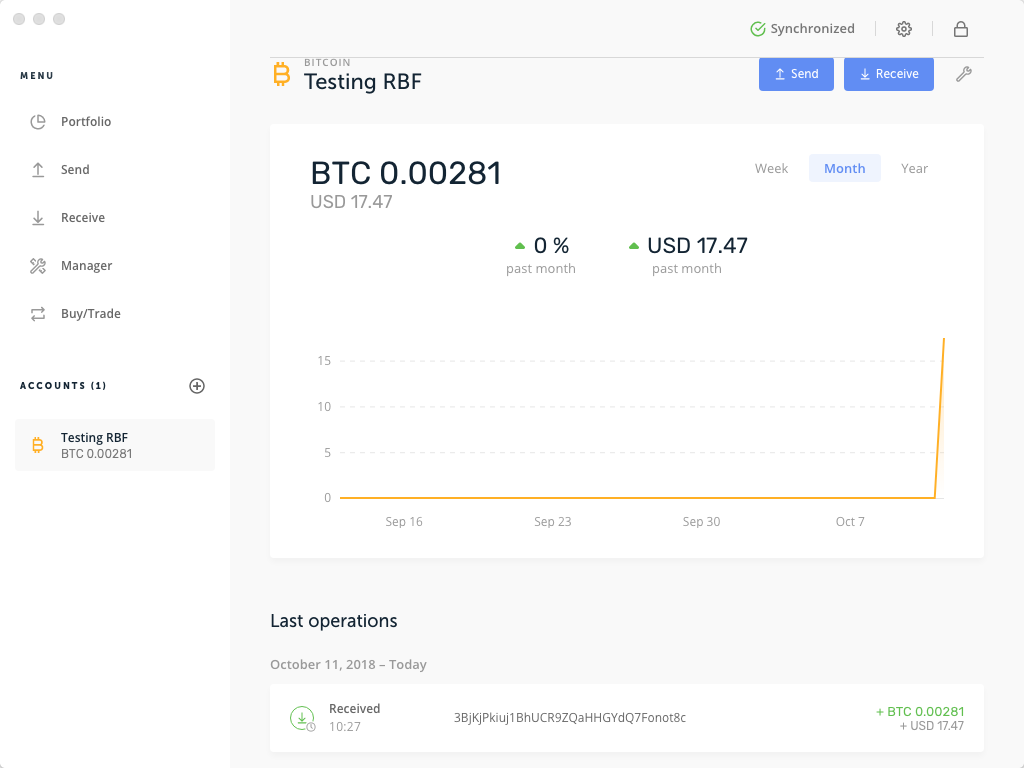 Synchronized
MENU
Portfolio
Send
Receive
Manager
Buy/Trade
ACCOUNTS (1)
Testing RBF
BTC 0.00281
BITCOIN
Testing RBF
Send
Receive
BTC 0.00281
USD 17.47
Week
Month
Year
0 %
past month
USD 17.47
past month
15
10
5
0
Sep 16
Sep 23
Sep 30
Oct 7
Last operations
October 11, 2018 – Today
Received
10:27
3BjKjPkiuj1BhUCR9ZQaHHGYdQ7Fonot8c
+ BTC 0.00281
+ USD 17.47